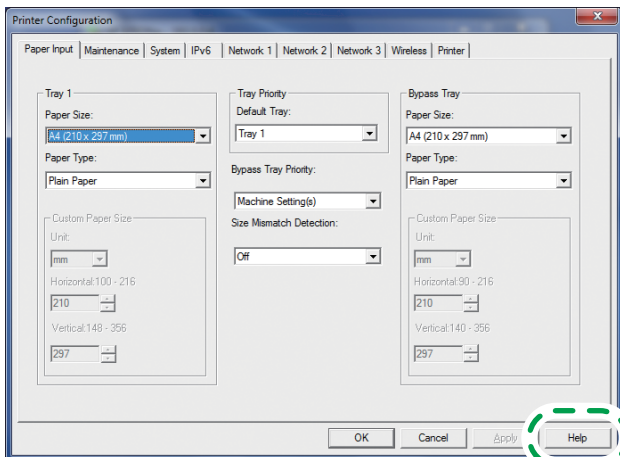 Printer Configuration
Paper Input Maintenance System IPv6 Network 1 Network 2 Network 3 Wireless Printer
Tray 1
Paper Size:
A4 (210 x 297 mm)
Paper Type:
Plain Paper
Custom Paper Size
Unit:
mm
Horizontal:100 - 216
210
Vertical:148 - 356
297
Tray Priority
Default Tray:
Tray 1
Bypass Tray Priority:
Machine Setting(s)
Size Mismatch Detection:
Off
Bypass Tray
Paper Size:
A4 (210 x 297 mm)
Paper Type:
Plain Paper
Custom Paper Size
Unit:
mm
Horizontal:90 - 216
210
Vertical:140 - 356
297
OK Cancel Apply Help